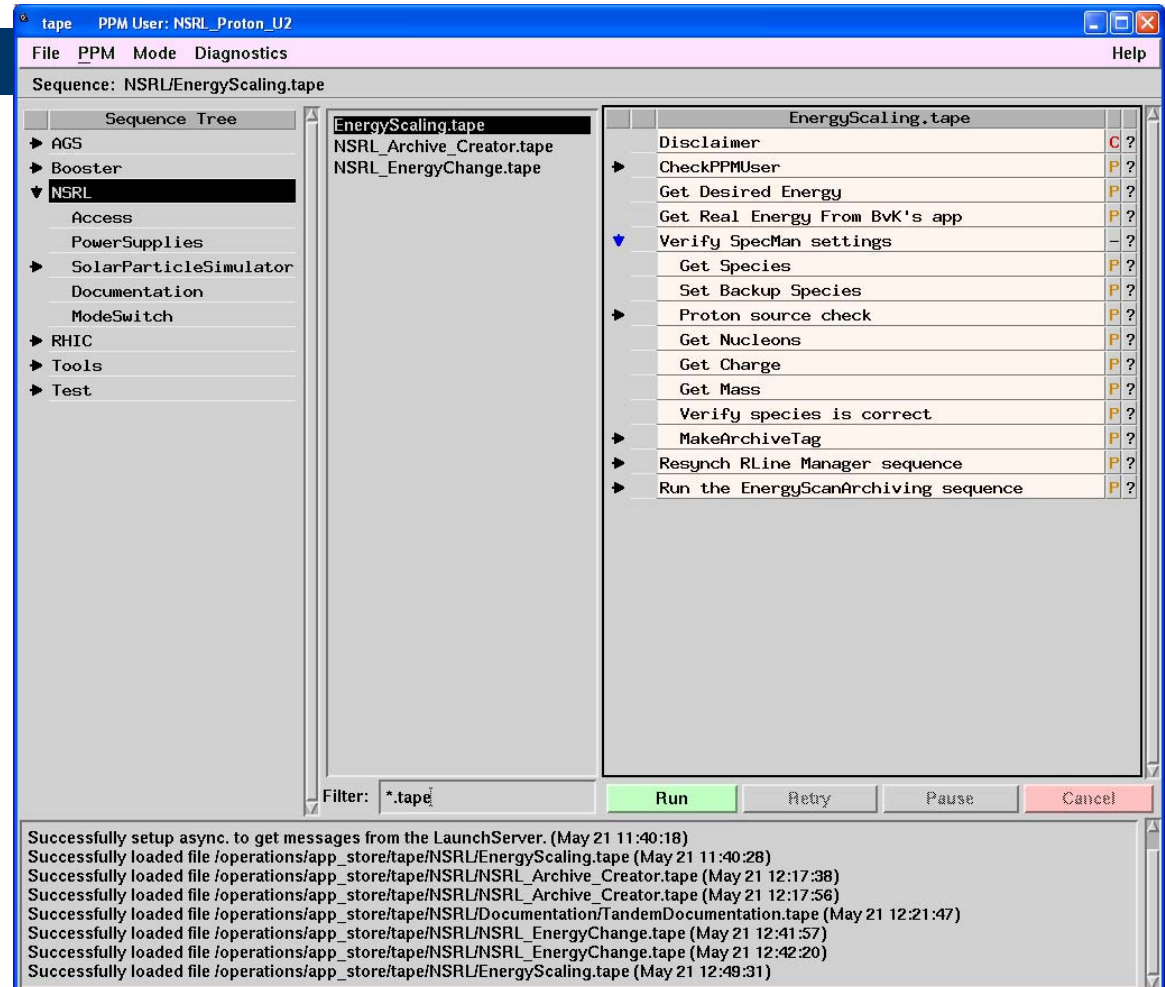 tape PPM User: NSRL_Proton_U2
File PPM Mode Diagnostics Help
Sequence: NSRL/EnergyScaling.tape
Sequence Tree
AGS
Booster
NSRL
Access
PowerSupplies
SolarParticleSimulator
Documentation
ModeSwitch
RHIC
Tools
Test
EnergyScaling.tape
NSRL_Archive_Creator.tape
NSRL_EnergyChange.tape
Filter: *.tape
EnergyScaling.tape
Disclaimer C ?
CheckPPMUser P ?
Get Desired Energy P ?
Get Real Energy From BvK's app P ?
Verify SpecMan settings - ?
Get Species P ?
Set Backup Species P ?
Proton source check P ?
Get Nucleons P ?
Get Charge P ?
Get Mass P ?
Verify species is correct P ?
MakeArchiveTag P ?
Resynch RLine Manager sequence P ?
Run the EnergyScanArchiving sequence P ?
Run Retry Pause Cancel
Successfully setup async. to get messages from the LaunchServer. (May 21 11:40:18)
Successfully loaded file /operations/app_store/tape/NSRL/EnergyScaling.tape (May 21 11:40:28)
Successfully loaded file /operations/app_store/tape/NSRL/NSRL_Archive_Creator.tape (May 21 12:17:38)
Successfully loaded file /operations/app_store/tape/NSRL/NSRL_Archive_Creator.tape (May 21 12:17:56)
Successfully loaded file /operations/app_store/tape/NSRL/Documentation/TandemDocumentation.tape (May 21 12:21:47)
Successfully loaded file /operations/app_store/tape/NSRL/NSRL_EnergyChange.tape (May 21 12:41:57)
Successfully loaded file /operations/app_store/tape/NSRL/NSRL_EnergyChange.tape (May 21 12:42:20)
Successfully loaded file /operations/app_store/tape/NSRL/EnergyScaling.tape (May 21 12:49:31)